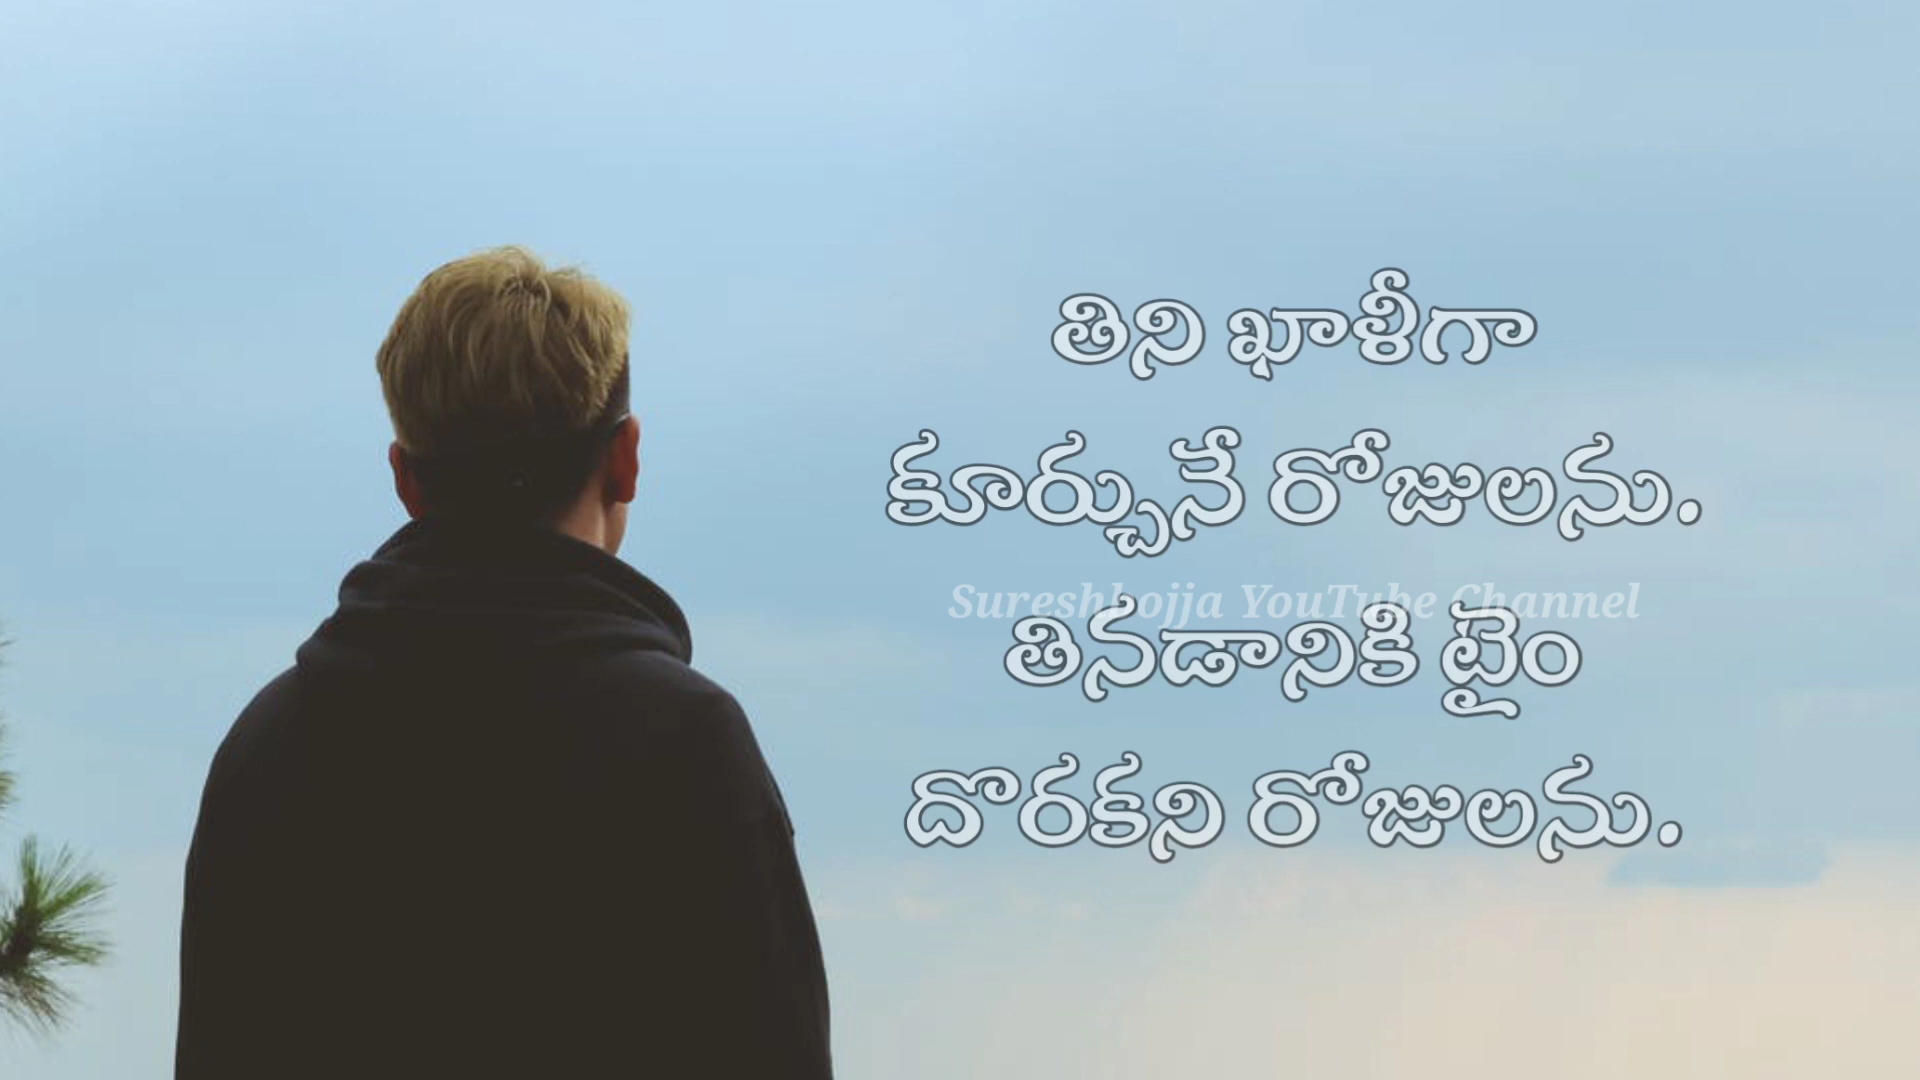 తిని ఖాళీగా
కూర్చునే రోజులను.
Sureshbojja YouTube Channel
తినడానికి టైం
దొరకని రోజులను.